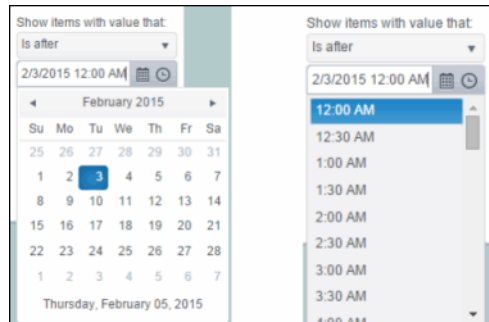 Show items with value that:
Is after
2/3/2015 12:00 AM
February 2015
Su Mo Tu We Th Fr Sa
25 26 27 28 29 30 31
1 2 3 4 5 6 7
8 9 10 11 12 13 14
15 16 17 18 19 20 21
22 23 24 25 26 27 28
1 2 3 4 5 6 7
Thursday, February 05, 2015
Show items with value that:
Is after
2/3/2015 12:00 AM
12:00 AM
12:30 AM
1:00 AM
1:30 AM
2:00 AM
2:30 AM
3:00 AM
3:30 AM
4:00 AM